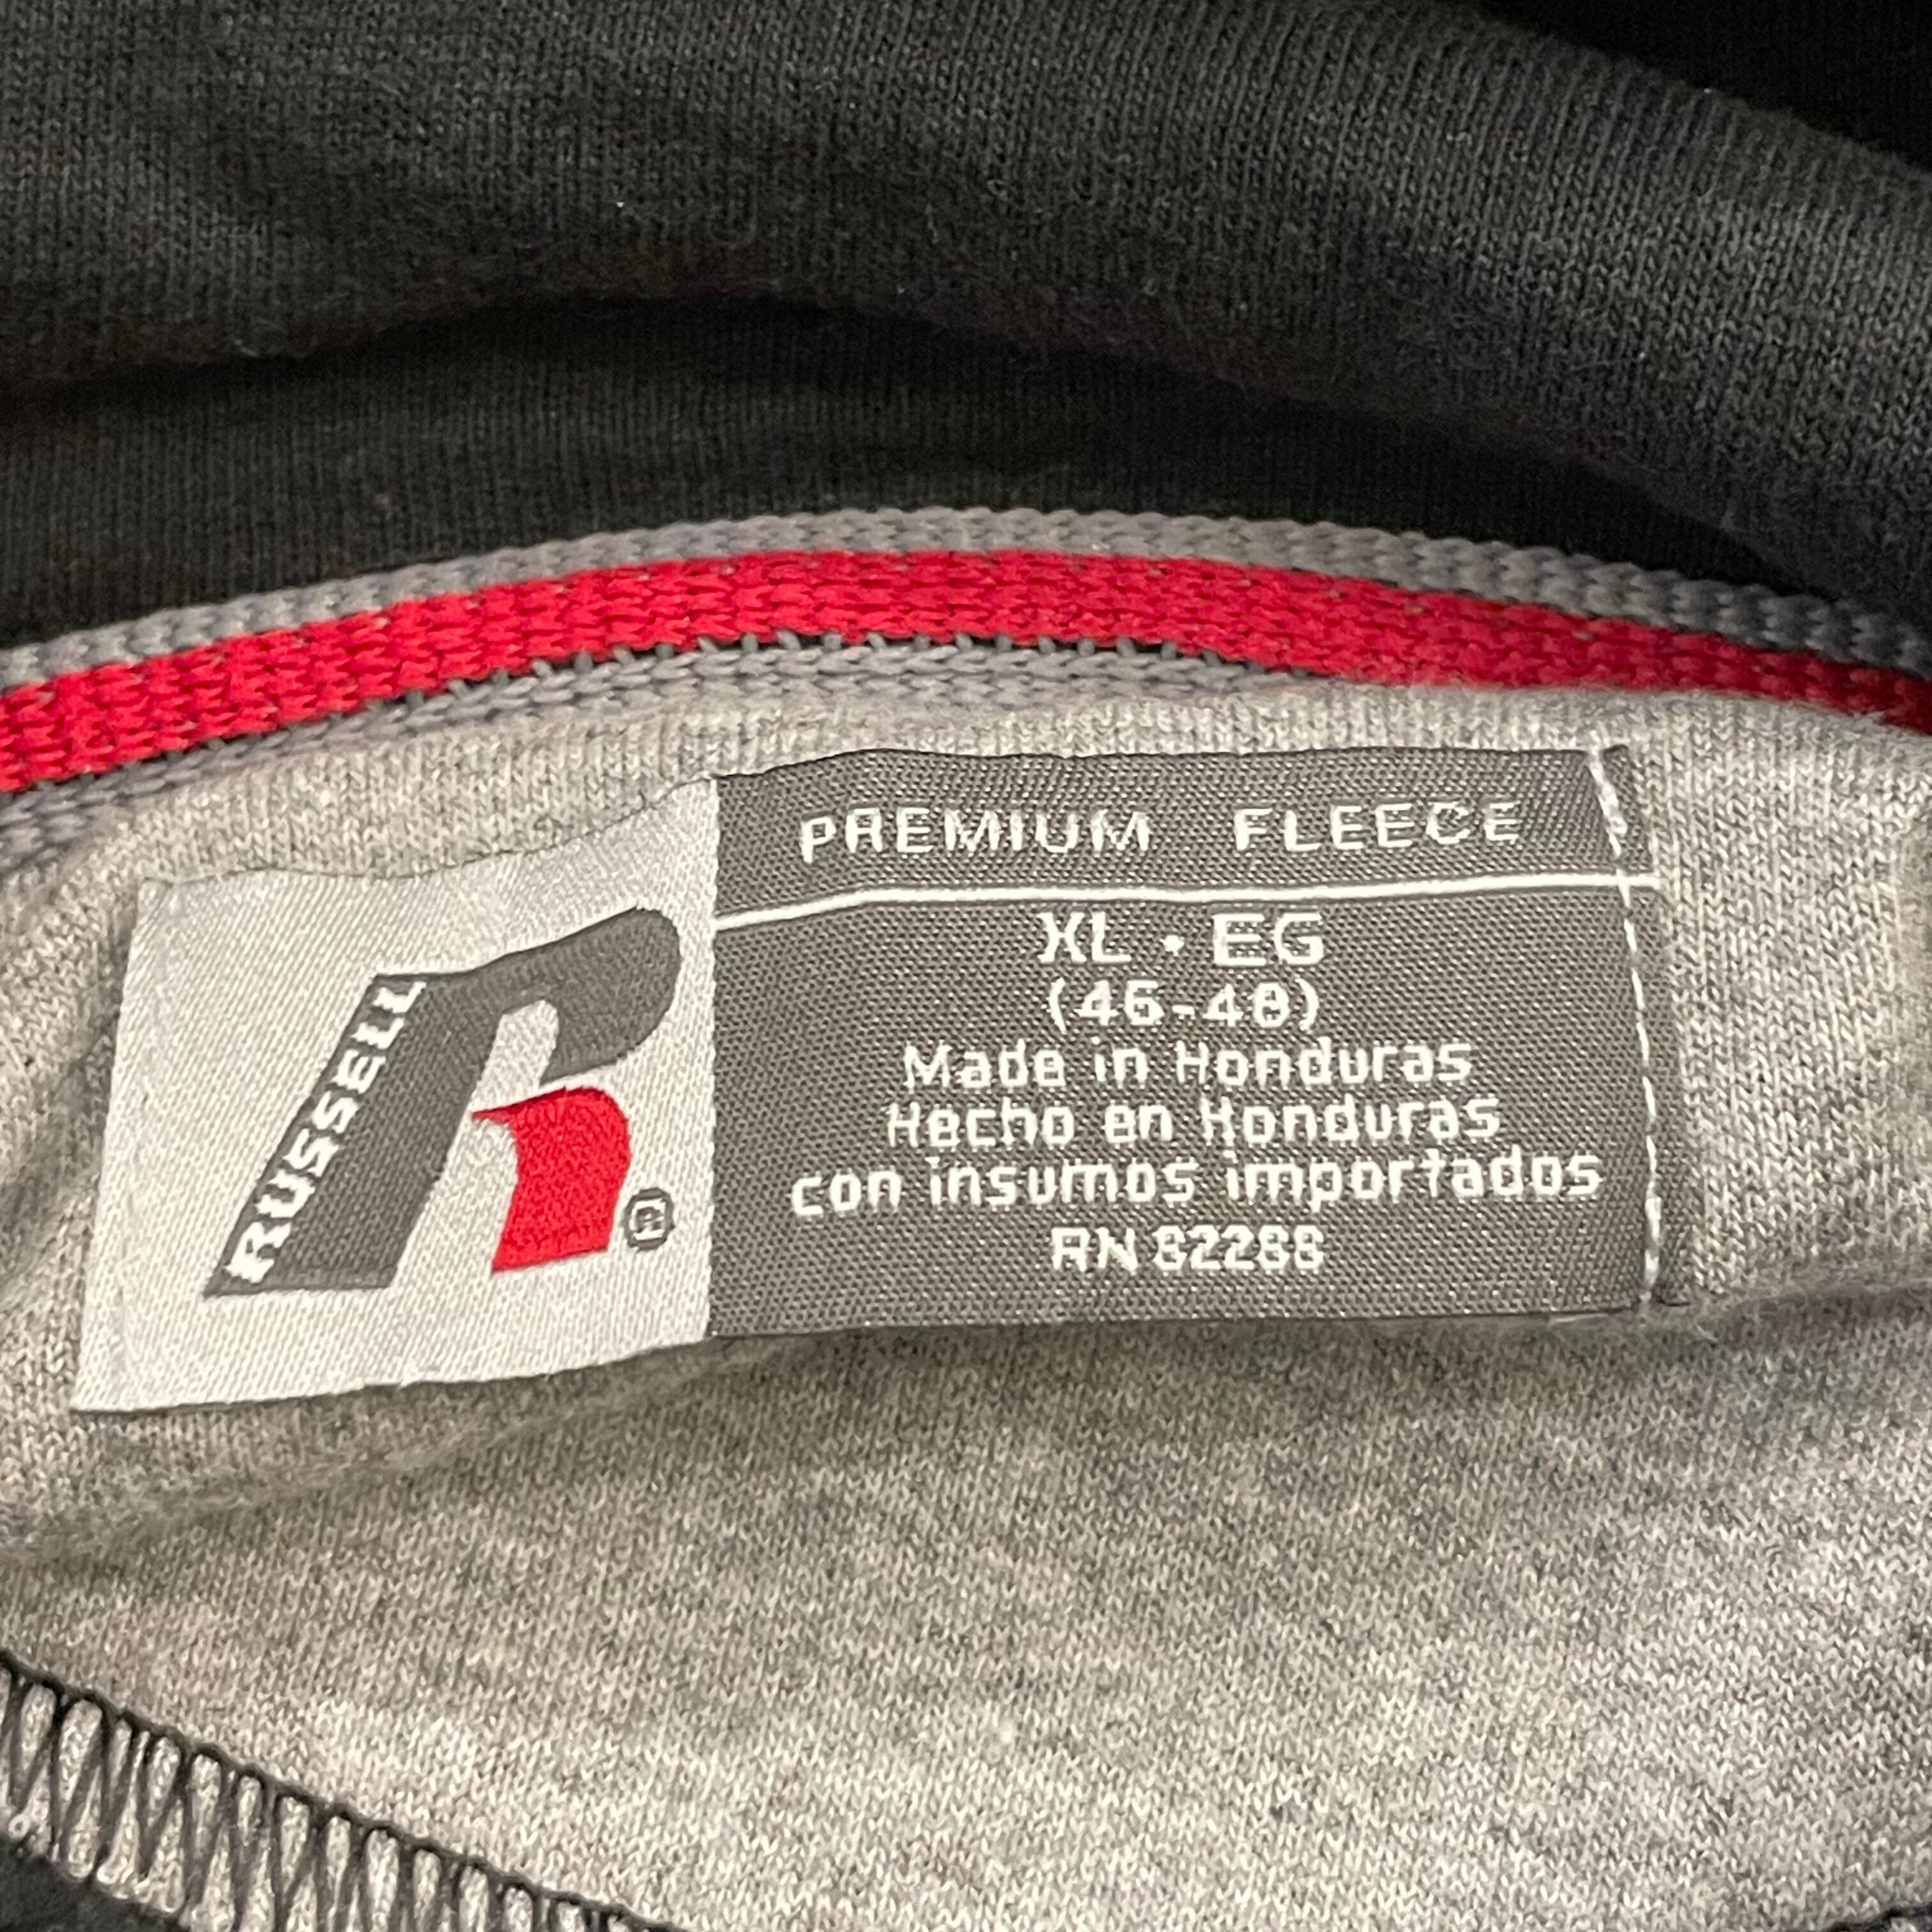 RUSSELL
®
PREMIUM FLEECE
XL • EG
(46-48)
Made in Honduras
Hecho en Honduras
con insumos importados
RN 82288